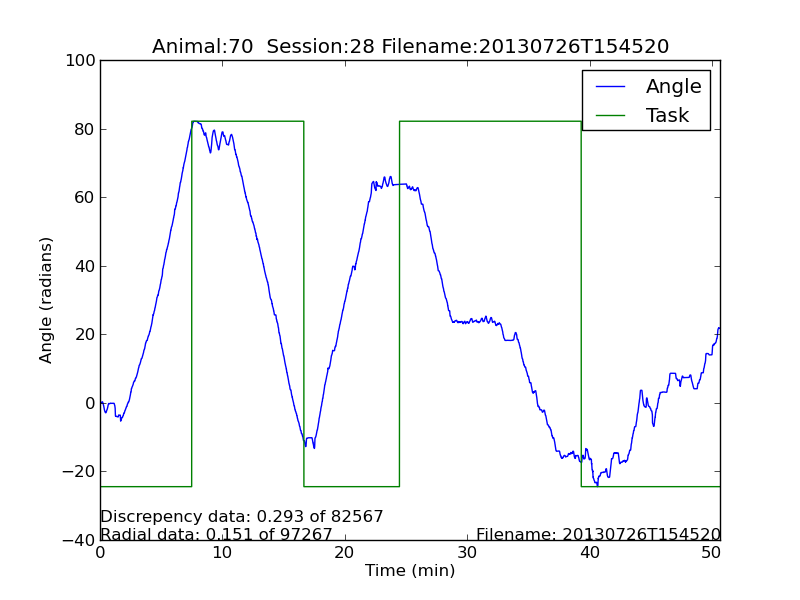 Animal:70  Session:28 Filename:20130726T154520
100
80
60
40
20
0
−20
−40
Angle (radians)
Angle
Task
Discrepency data: 0.293 of 82567
Radial data: 0.151 of 97267
Filename: 20130726T154520
0 10 20 30 40 50
Time (min)